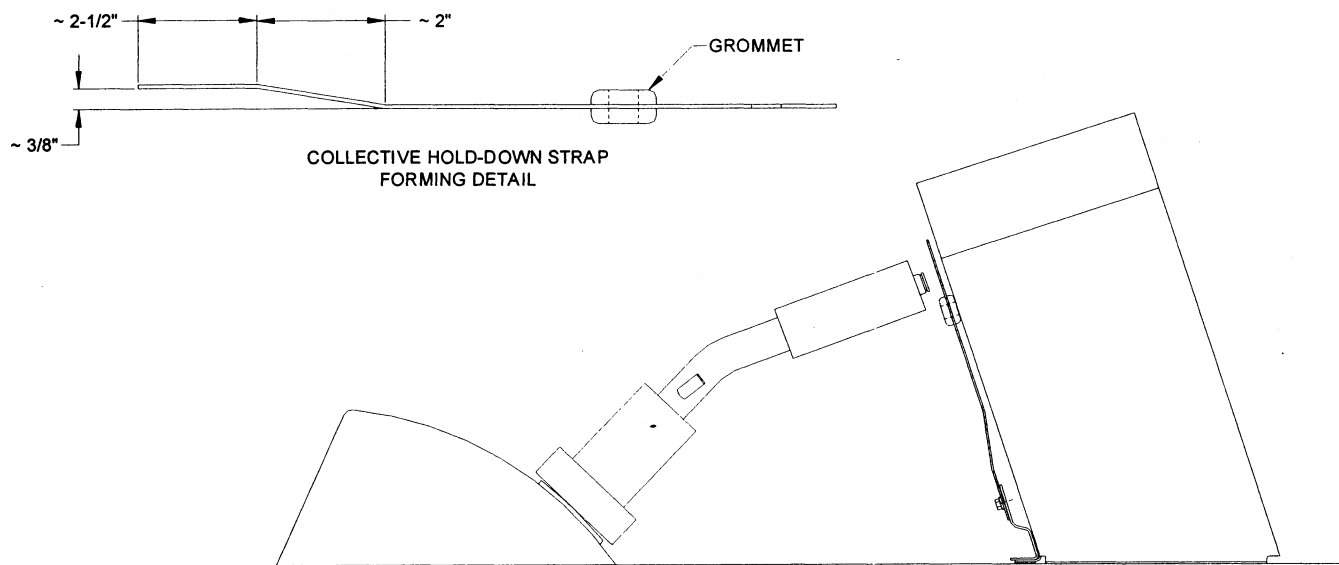 ~ 2-1/2"
~ 2"
GROMMET
~ 3/8"
COLLECTIVE HOLD-DOWN STRAP
FORMING DETAIL